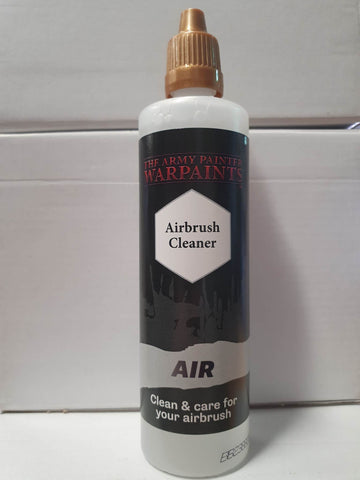 THE ARMY PAINTER
WARPAINTS
Airbrush
Cleaner
AIR
Clean & care for
your airbrush